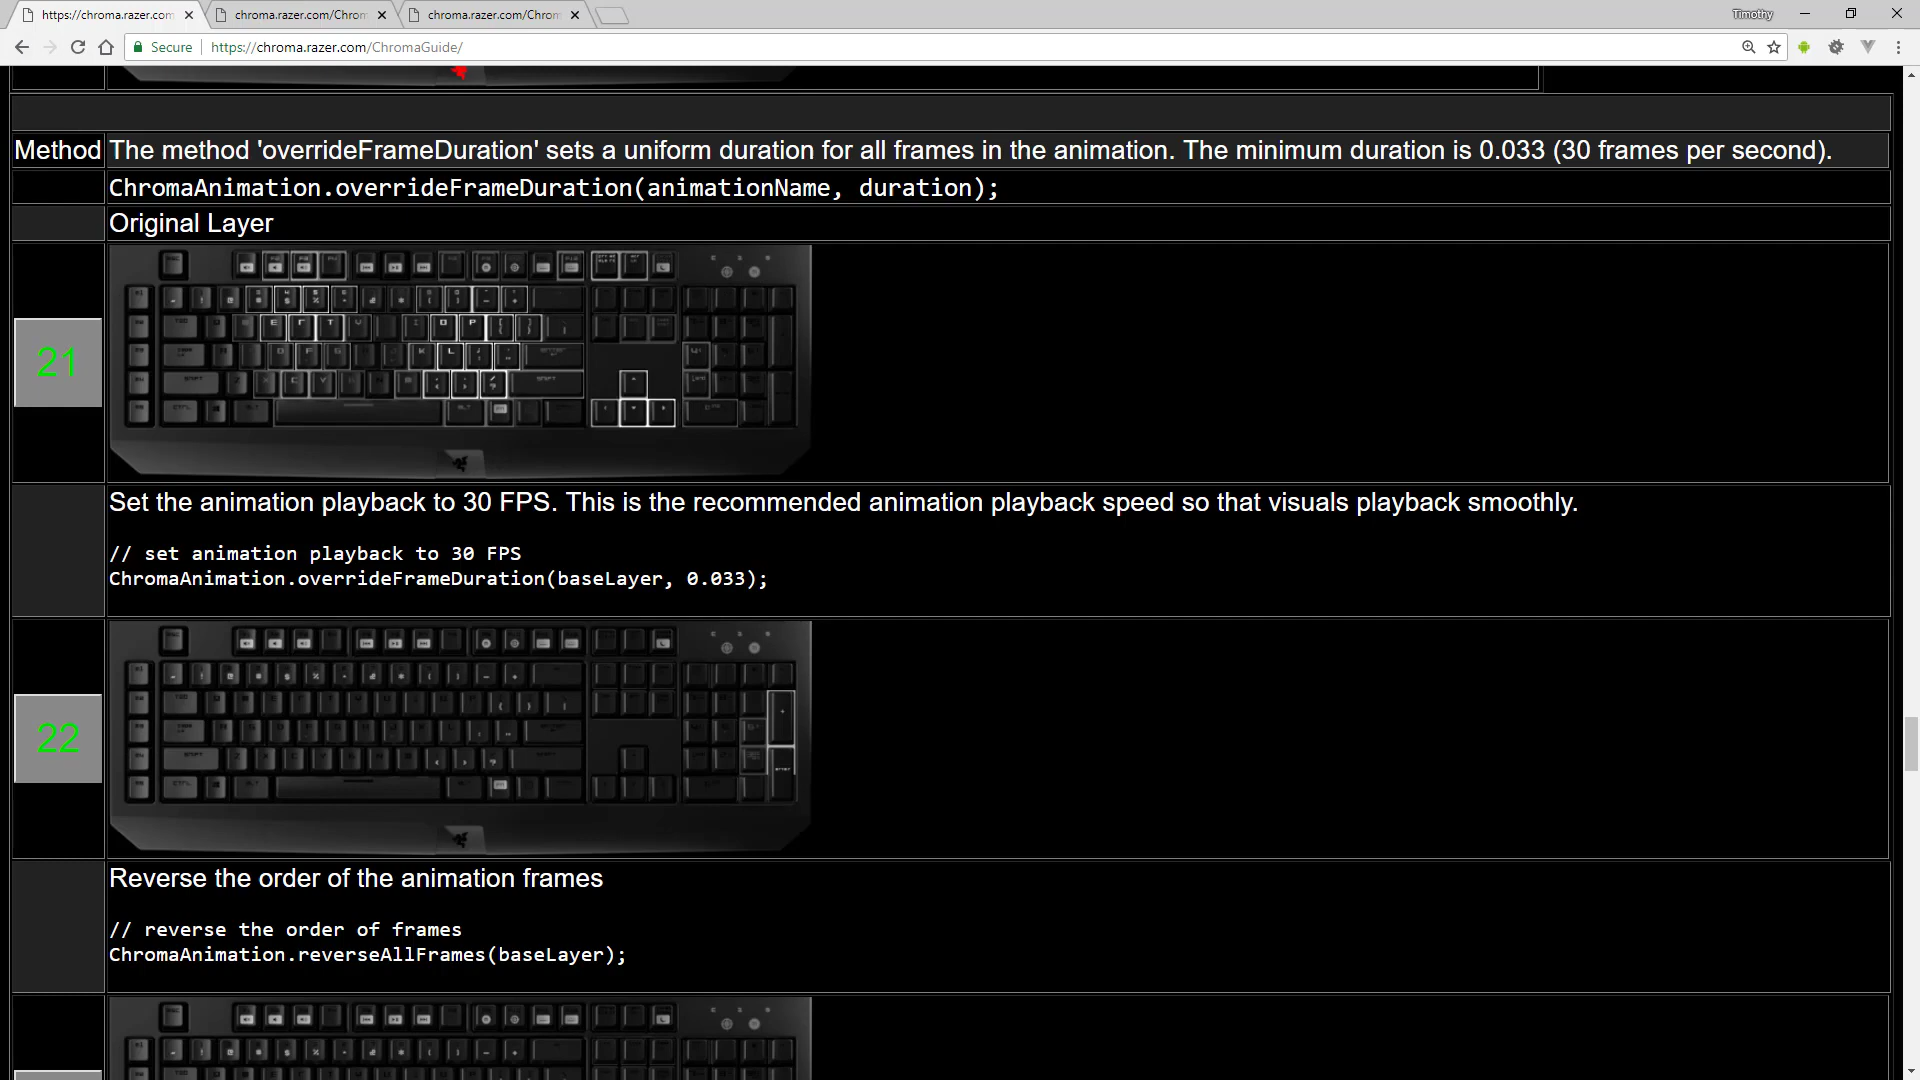 https://chroma.razer.com
chroma.razer.com/Chrom
chroma.razer.com/Chrom
Timothy
Secure
https://chroma.razer.com/ChromaGuide/
Method
The method 'overrideFrameDuration' sets a uniform duration for all frames in the animation. The minimum duration is 0.033 (30 frames per second).
ChromaAnimation.overrideFrameDuration(animationName, duration);
Original Layer
21
Set the animation playback to 30 FPS. This is the recommended animation playback speed so that visuals playback smoothly.
// set animation playback to 30 FPS
ChromaAnimation.overrideFrameDuration(baseLayer, 0.033);
22
Reverse the order of the animation frames
// reverse the order of frames
ChromaAnimation.reverseAllFrames(baseLayer);